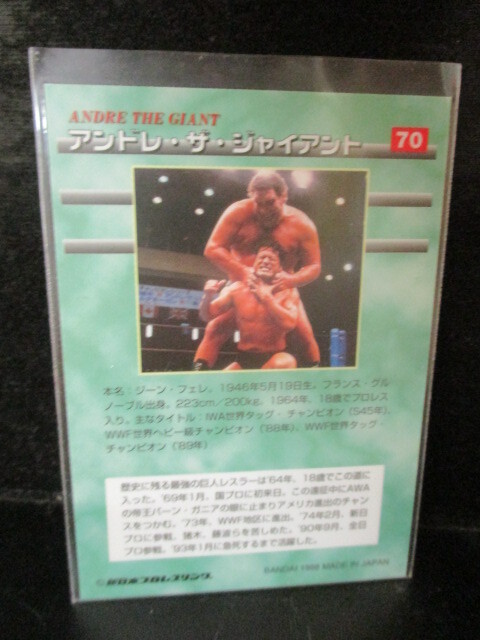 ANDRE THE GIANT
アンドレ・ザ・ジャイアント
70
本名：ジーン・フェレ。1946年5月19日生。フランス・グル
ノーブル出身。223cm／200kg。1964年、18歳でプロレス
入り。主なタイトル：IWA世界タッグ・チャンピオン（S45年)、
WWF世界ヘビー級チャンピオン（'88年)、WWF世界タッグ・
チャンピオン（'89年）
歴史に残る最強の巨人レスラーは'64年、18歳でこの道に
入った。'69年1月、国プロに初来日。この遠征中にAWA
の帝王バーン・ガニアの眼に止まりアメリカ進出のチャン
スをつかむ。'73年、WWF地区に進出。'74年2月、新日
プロに参戦、猪木、藤波らを苦しめた。'90年9月、全日
プロ参戦。'93年1月に急死するまで活躍した。
©新日本プロレスリング
BANDAI 1998 MADE IN JAPAN